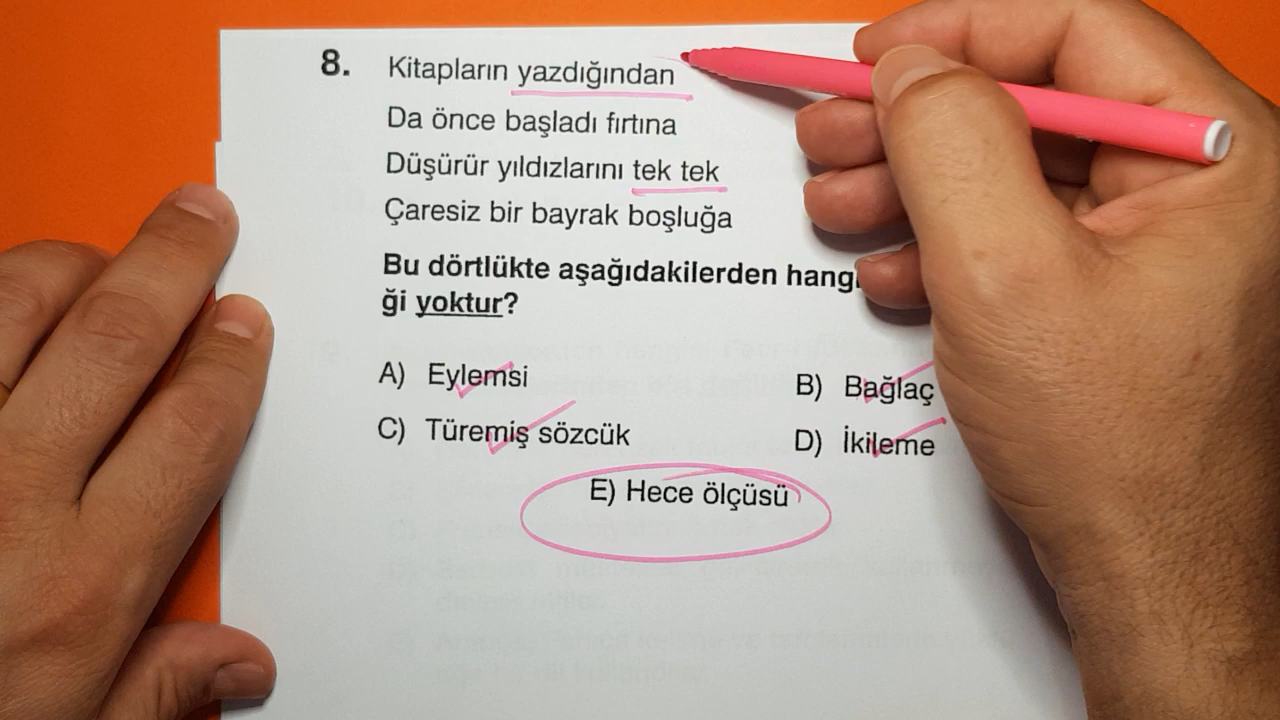 8. Kitapların yazdığından
Da önce başladı fırtına
Düşürür yıldızlarını tek tek
Çaresiz bir bayrak boşluğa
Bu dörtlükte aşağıdakilerden
ği yoktur?
A) Eylemsi B) Bağlaç
C) Türemiş sözcük D) İkileme
E) Hece ölçüsü